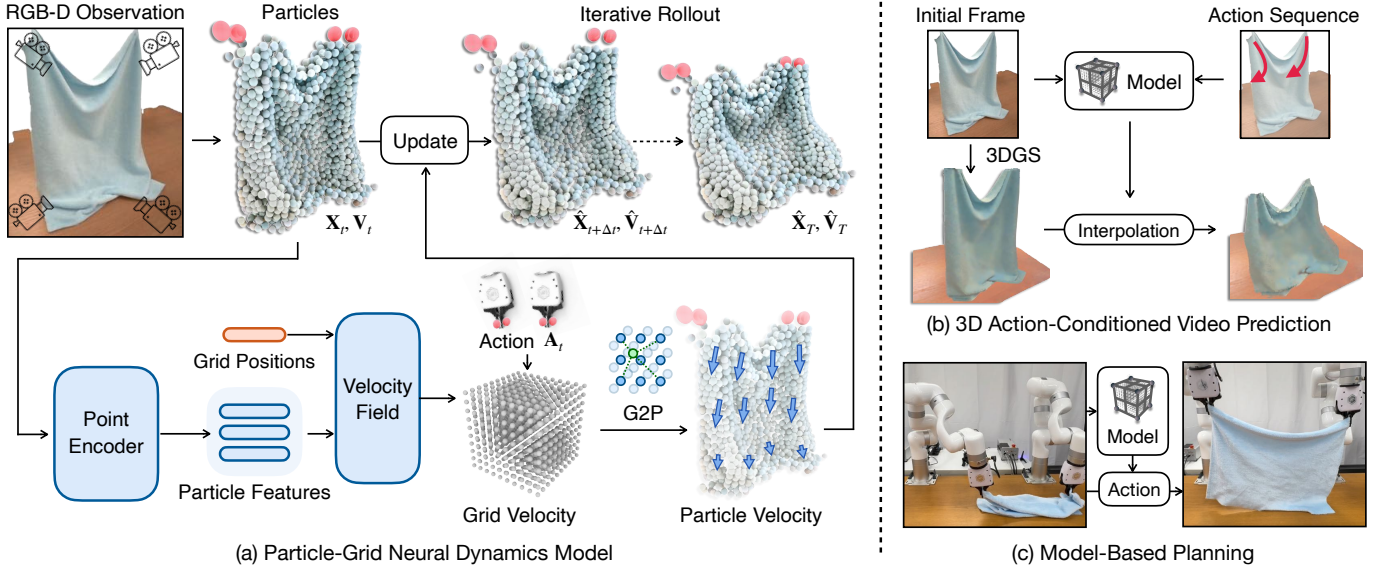 RGB-D Observation
Particles
Iterative Rollout
Update
X_t, V_t
X̂_{t+Δt}, V̂_{t+Δt}
X̂_T, V̂_T
Grid Positions
Point
Encoder
Particle Features
Velocity
Field
Action A_t
Grid Velocity
G2P
Particle Velocity
(a) Particle-Grid Neural Dynamics Model
Initial Frame
Action Sequence
Model
3DGS
Interpolation
(b) 3D Action-Conditioned Video Prediction
Model
Action
(c) Model-Based Planning